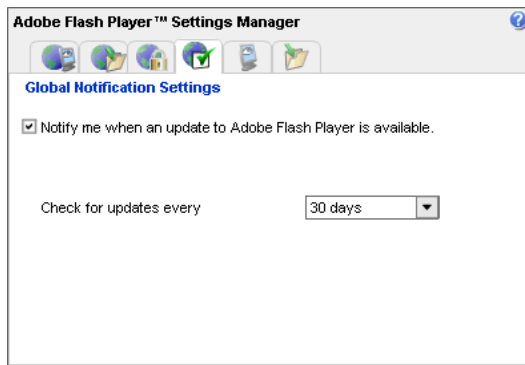 Adobe Flash Player™ Settings Manager
?
Global Notification Settings
Notify me when an update to Adobe Flash Player is available.
Check for updates every 30 days